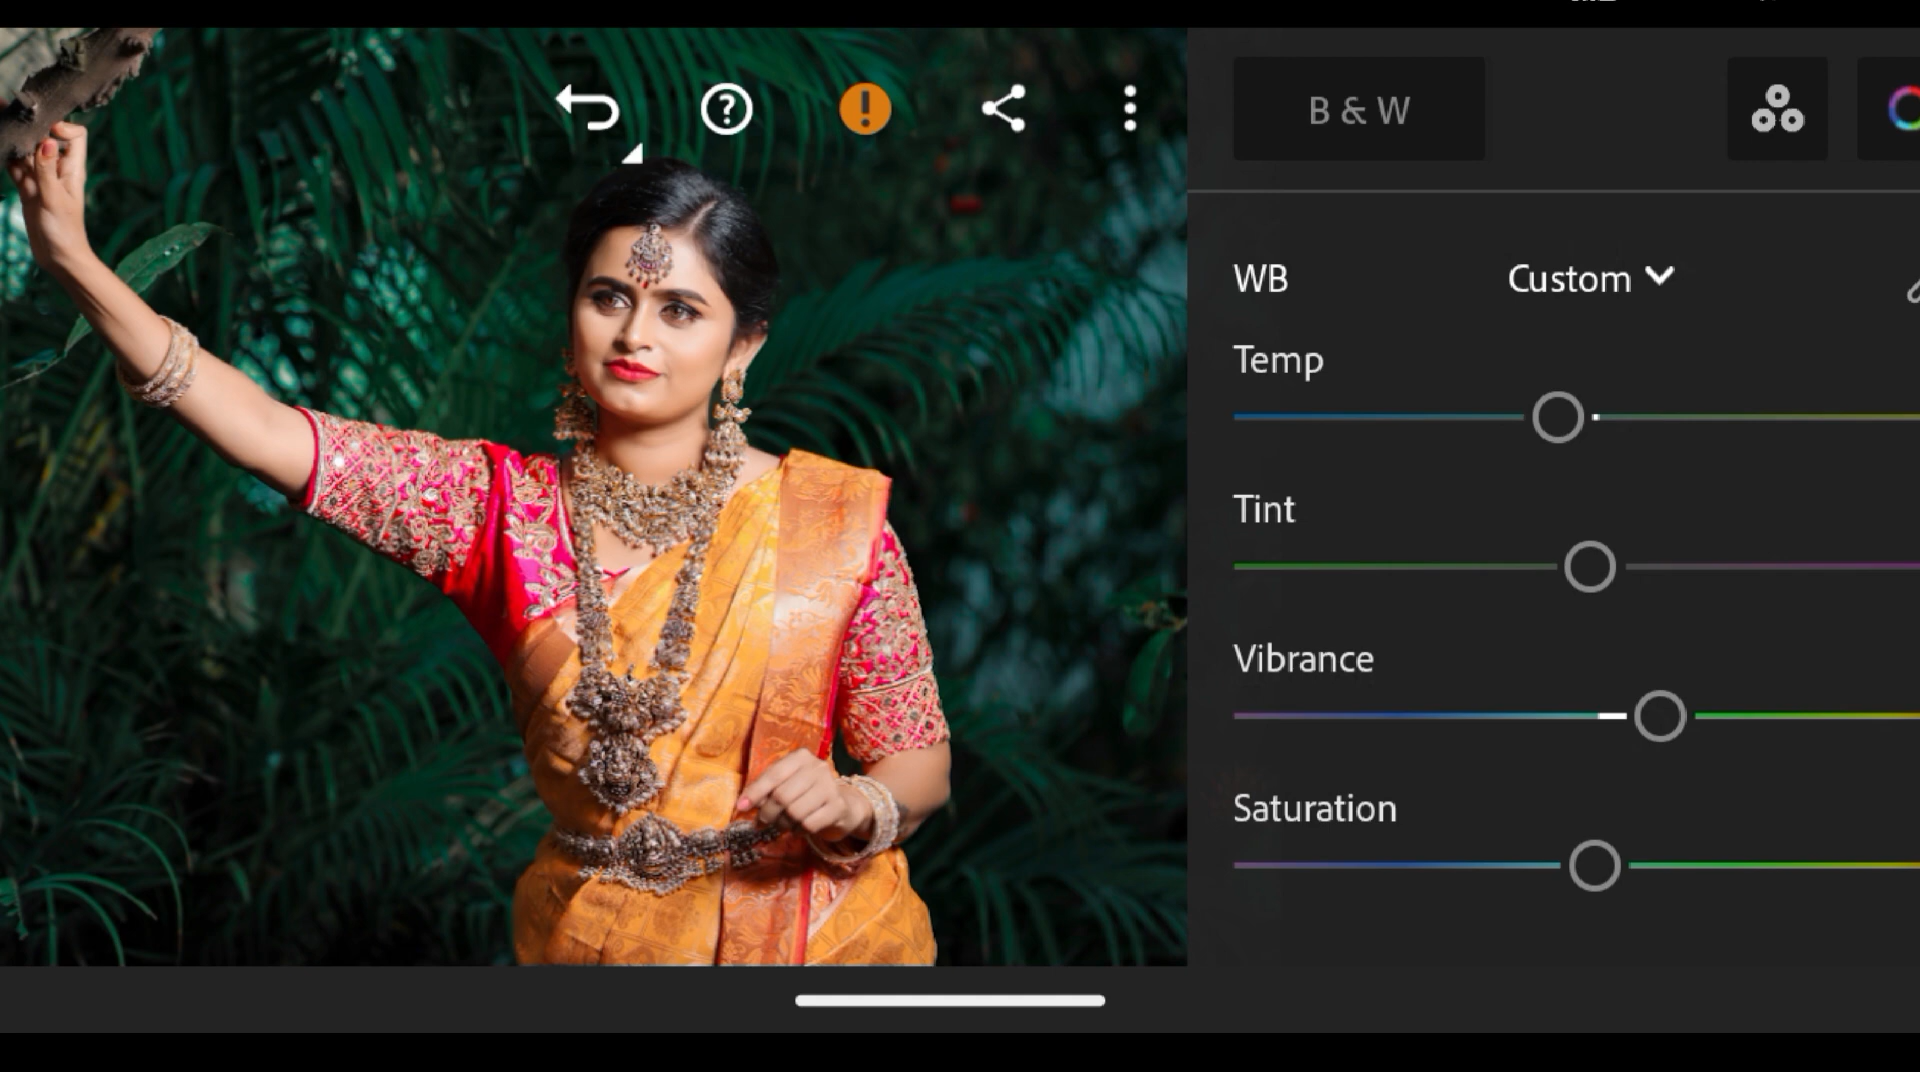 B & W
WB
Custom
Temp
Tint
Vibrance
Saturation